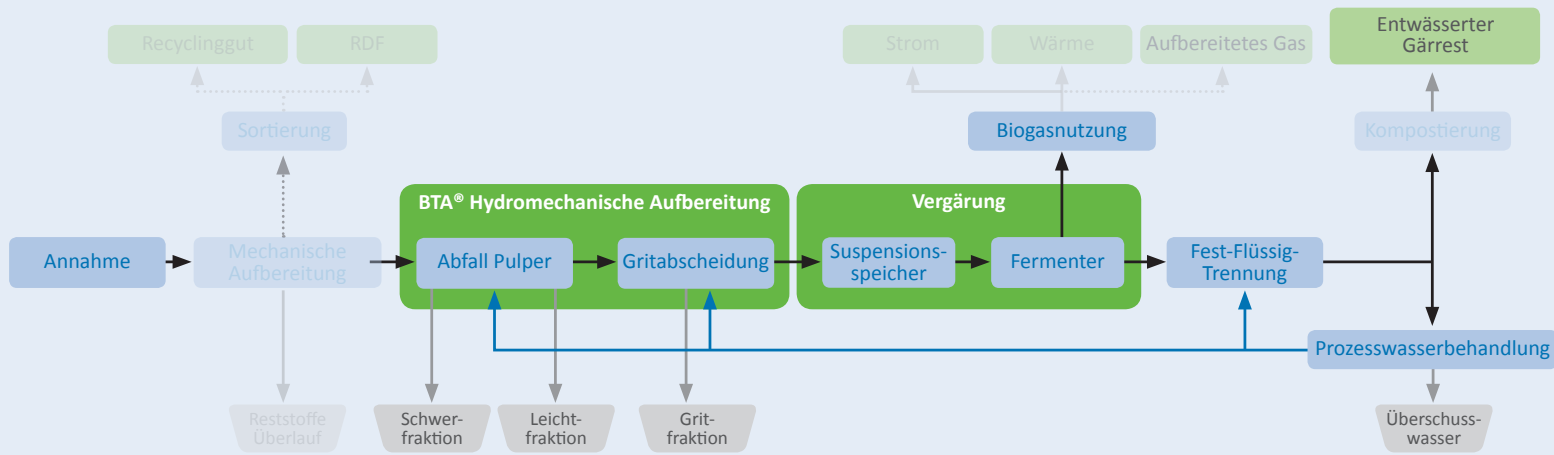 Recyclinggut
RDF
Strom
Wärme
Aufbereitetes Gas
Entwässerter
Gärrest
Sortierung
Biogasnutzung
Kompostierung
BTA® Hydromechanische Aufbereitung
Vergärung
Annahme
Mechanische
Aufbereitung
Abfall Pulper
Gritabscheidung
Suspensions-
speicher
Fermenter
Fest-Flüssig-
Trennung
Prozesswasserbehandlung
Reststoffe
Überlauf
Schwer-
fraktion
Leicht-
fraktion
Grit-
fraktion
Überschuss-
wasser